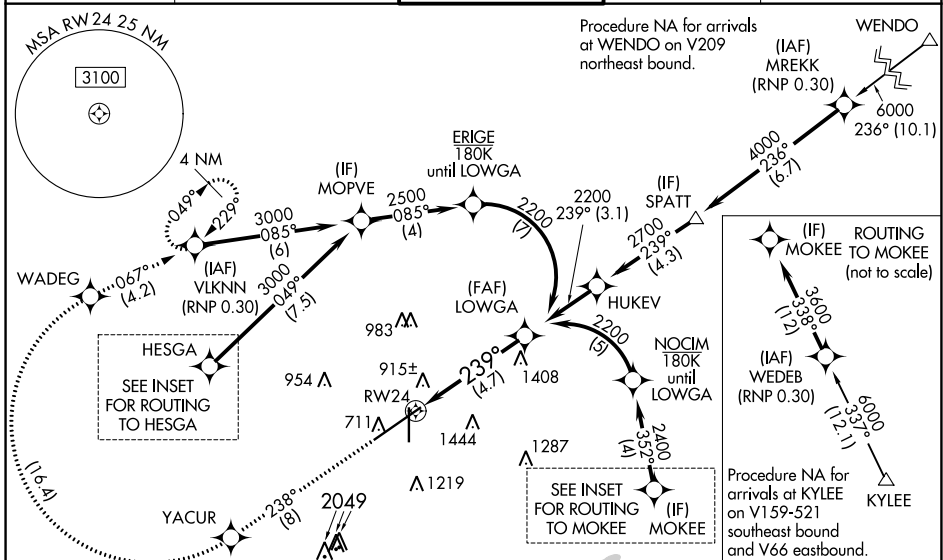 MSA RW 24 25 NM
3100
Procedure NA for arrivals
at WENDO on V209
northeast bound.
WENDO
(IAF)
MREKK
(RNP 0.30)
6000
236° (10.1)
4000
236°
(6.7)
4 NM
049°
229°
(IF)
MOPVE
ERIGE
180K
until LOWGA
2500
085°
(4)
2200
(7)
2200
239° (3.1)
(IF)
SPATT
2700
239°
(4.3)
3000
085°
(6)
WADEG
067°
(4.2)
(IAF)
VLKNN
(RNP 0.30)
3000
049°
(7.5)
(FAF)
LOWGA
HUKEV
2200
(5)
HESGA
SEE INSET
FOR ROUTING
TO HESGA
983
954
915±
RW24
711
239°
(4.7)
1408
1444
1287
1219
2049
NOCIM
180K
until
LOWGA
2400
352°
(4)
SEE INSET
FOR ROUTING
TO MOKEE
(IF)
MOKEE
(16.4)
YACUR
238°
(8)
(IF)
MOKEE
ROUTING
TO MOKEE
(not to scale)
3600
338°
(12)
(IAF)
WEDEB
(RNP 0.30)
6000
337°
(12.1)
KYLEE
Procedure NA for
arrivals at KYLEE
on V159-521
southeast bound
and V66 eastbound.